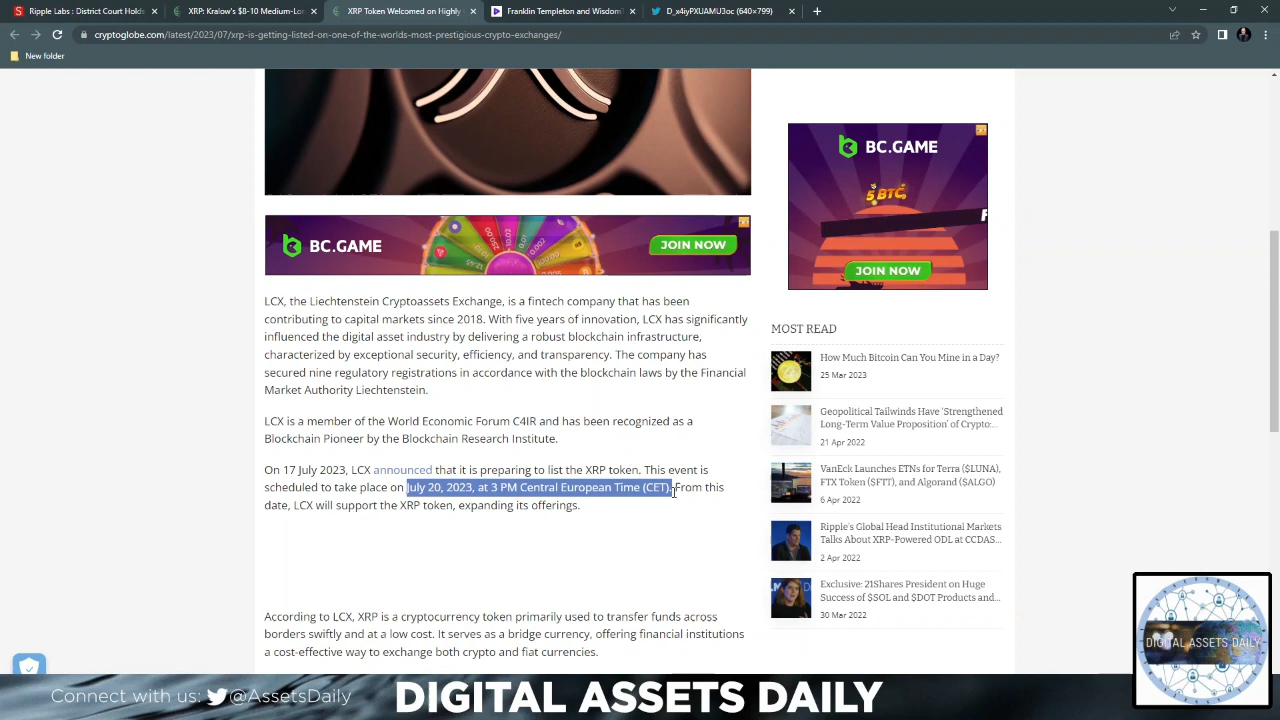 Ripple Labs : District Court Holds
XRP: Kralow's $8-10 Medium-Lon
XRP Token Welcomed on Highly
Franklin Templeton and WisdomT
D_x4iyPXUAMUJoc (640×799)
cryptoglobe.com/latest/2023/07/xrp-is-getting-listed-on-one-of-the-worlds-most-prestigious-crypto-exchanges/
New folder
BC.GAME
JOIN NOW
BC.GAME
5 BTC
JOIN NOW
LCX, the Liechtenstein Cryptoassets Exchange, is a fintech company that has been
contributing to capital markets since 2018. With five years of innovation, LCX has significantly
influenced the digital asset industry by delivering a robust blockchain infrastructure,
characterized by exceptional security, efficiency, and transparency. The company has
secured nine regulatory registrations in accordance with the blockchain laws by the Financial
Market Authority Liechtenstein.
LCX is a member of the World Economic Forum C4IR and has been recognized as a
Blockchain Pioneer by the Blockchain Research Institute.
On 17 July 2023, LCX announced that it is preparing to list the XRP token. This event is
scheduled to take place on July 20, 2023, at 3 PM Central European Time (CET). From this
date, LCX will support the XRP token, expanding its offerings.
According to LCX, XRP is a cryptocurrency token primarily used to transfer funds across
borders swiftly and at a low cost. It serves as a bridge currency, offering financial institutions
a cost-effective way to exchange both crypto and fiat currencies.
MOST READ
How Much Bitcoin Can You Mine in a Day?
25 Mar 2023
Geopolitical Tailwinds Have 'Strengthened
Long-Term Value Proposition' of Crypto:...
21 Apr 2022
VanEck Launches ETNs for Terra ($LUNA),
FTX Token ($FTT), and Algorand ($ALGO)
6 Apr 2022
Ripple's Global Head Institutional Markets
Talks About XRP-Powered ODL at CCDAS...
2 Apr 2022
Exclusive: 21Shares President on Huge
Success of $SOL and $DOT Products and...
30 Mar 2022
DIGITAL ASSETS DAILY
Connect with us: @AssetsDaily
DIGITAL ASSETS DAILY